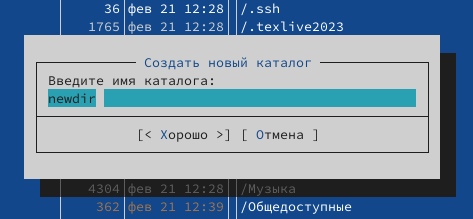 36 фев 21 12:28 /.ssh
1765 фев 21 12:28 /.texlive2023
Создать новый каталог
Введите имя каталога:
newdir
[< Хорошо >] [ Отмена ]
4304 фев 21 12:28 /Музыка
362 фев 21 12:39 /Общедоступные